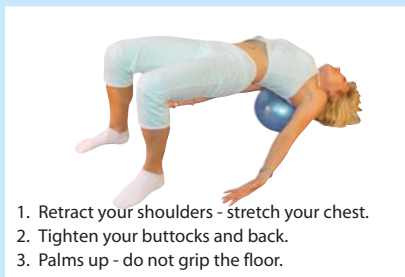 1. Retract your shoulders - stretch your chest.
2. Tighten your buttocks and back.
3. Palms up - do not grip the floor.